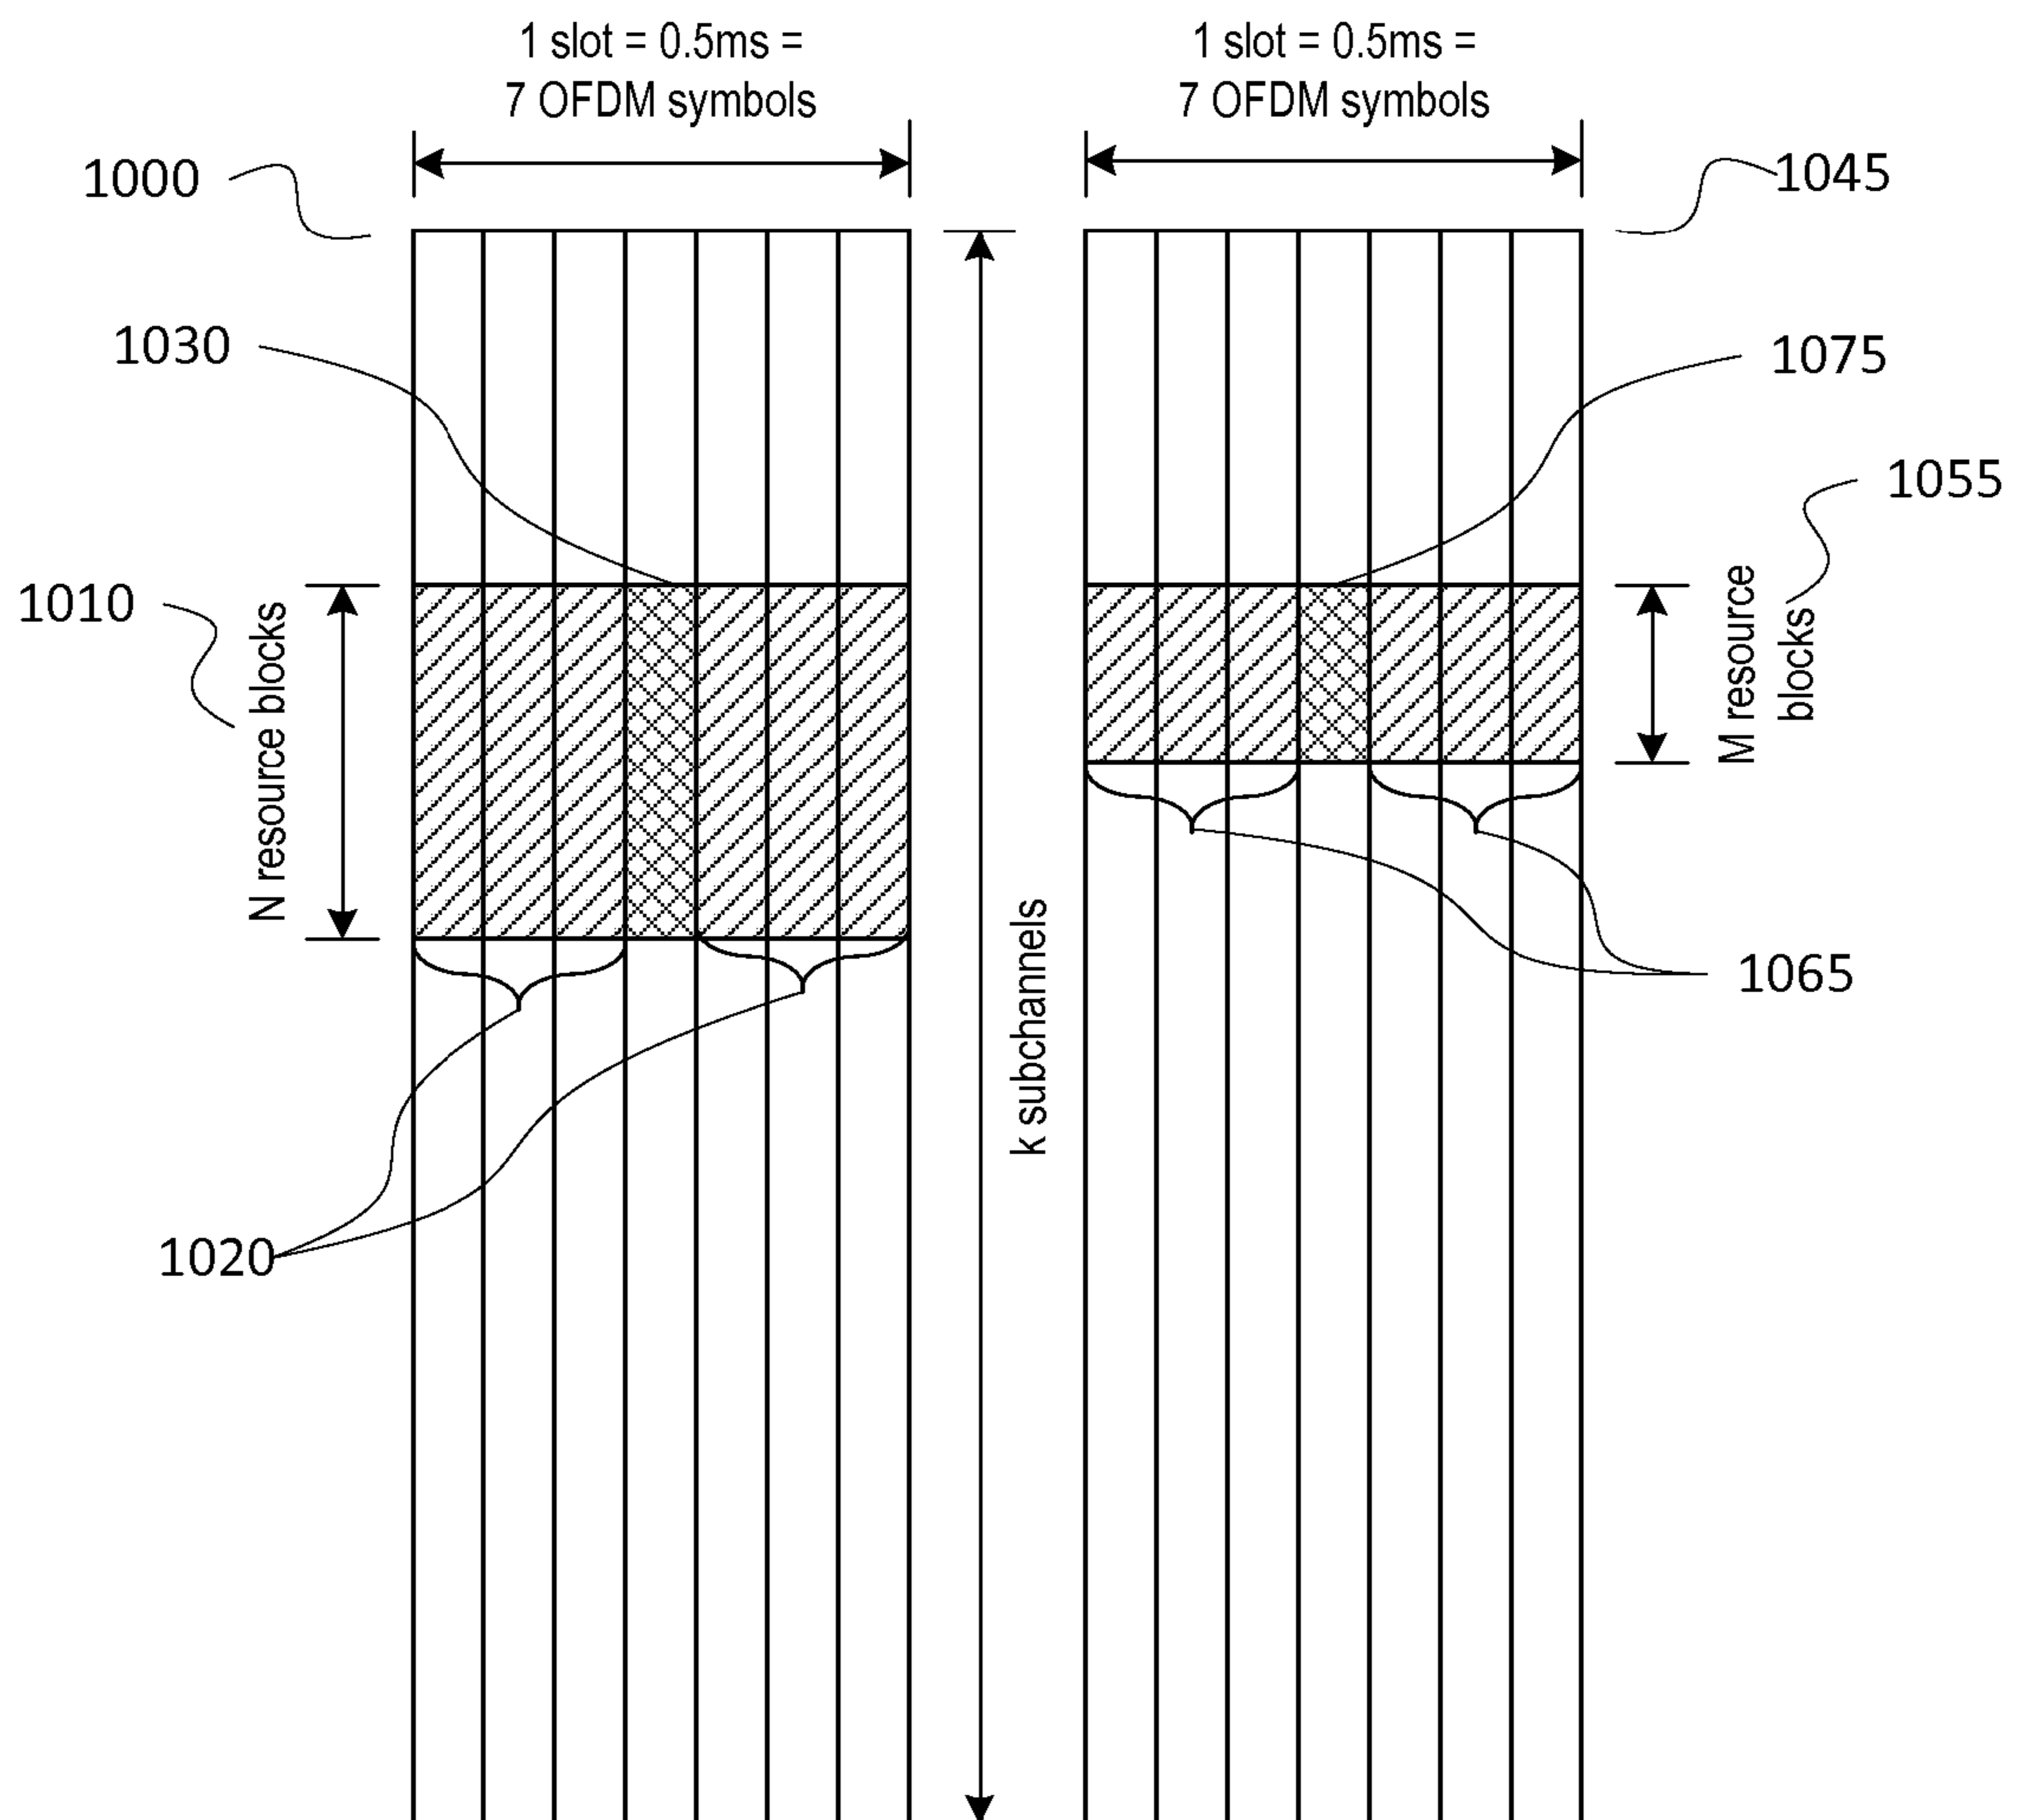 1 slot = 0.5ms =
7 OFDM symbols
1 slot = 0.5ms =
7 OFDM symbols
1000
1045
1030
1075
1055
1010
N resource blocks
M resource
blocks
k subchannels
1065
1020